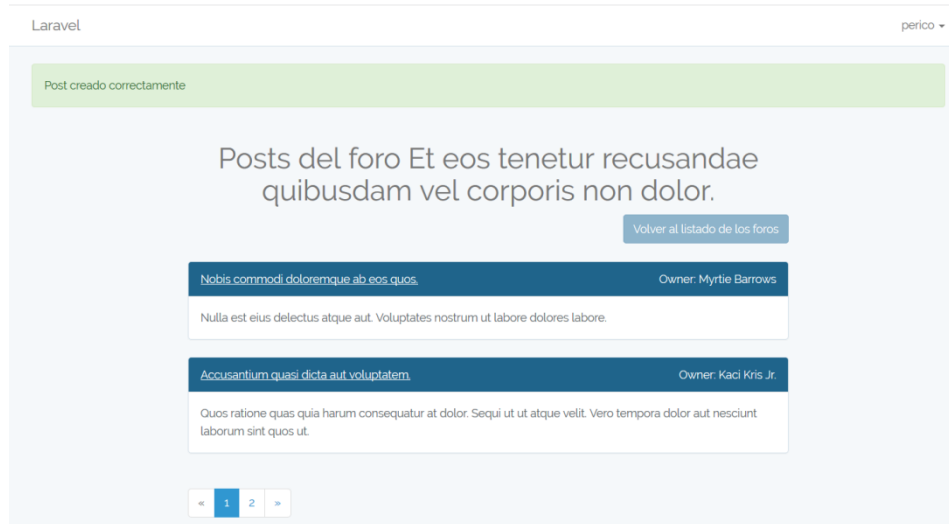 Laravel
perico
Post creado correctamente
Posts del foro Et eos tenetur recusandae
quibusdam vel corporis non dolor.
Volver al listado de los foros
Nobis commodi doloremque ab eos quos.
Owner: Myrtie Barrows
Nulla est eius delectus atque aut. Voluptates nostrum ut labore dolores labore.
Accusantium quasi dicta aut voluptatem.
Owner: Kaci Kris Jr.
Quos ratione quas quia harum consequatur at dolor. Sequi ut ut atque velit. Vero tempora dolor aut nesciunt
laborum sint quos ut.
« 1 2 »